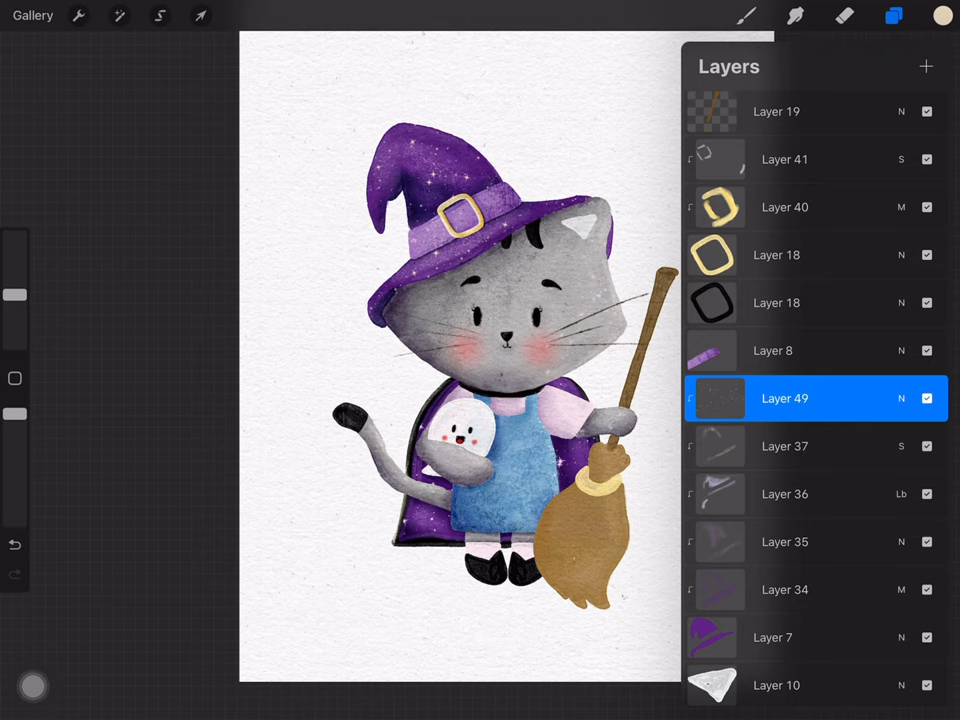 Gallery
Layers
Layer 19 N
Layer 41 S
Layer 40 M
Layer 18 N
Layer 18 N
Layer 8 N
Layer 49 N
Layer 37 S
Layer 36 Lb
Layer 35 N
Layer 34 M
Layer 7 N
Layer 10 N